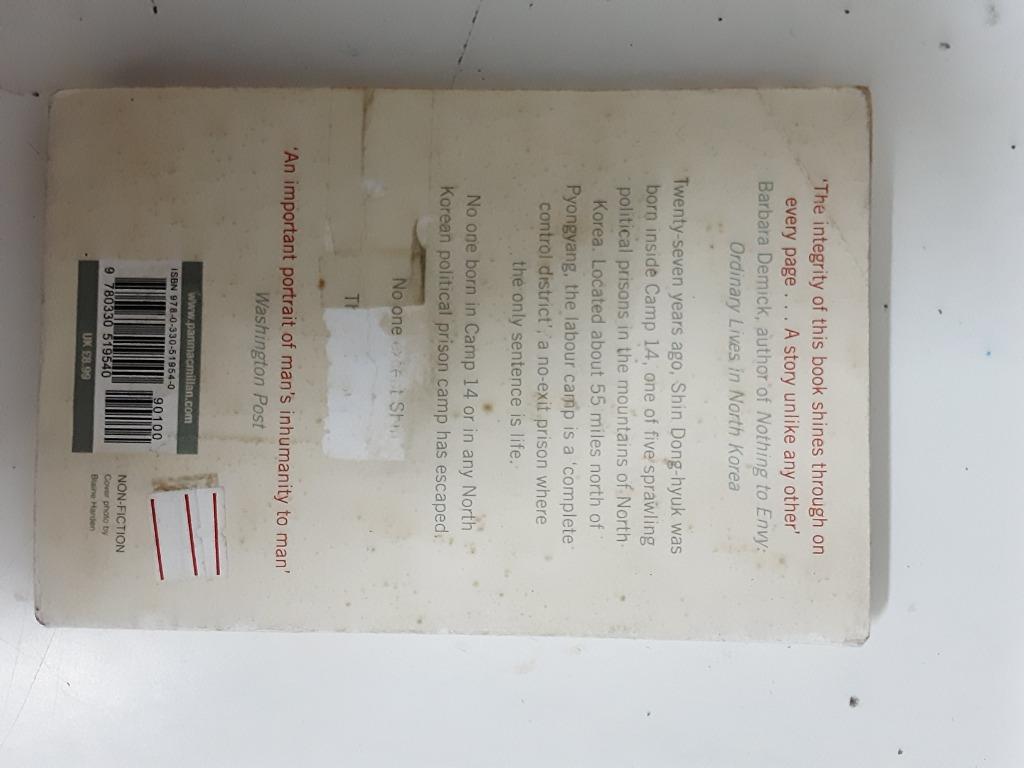 'The integrity of this book shines through on
every page ... A story unlike any other'
Barbara Demick, author of Nothing to Envy:
Ordinary Lives in North Korea
Twenty-seven years ago, Shin Dong-hyuk was
born inside Camp 14, one of five sprawling
political prisons in the mountains of North
Korea. Located about 55 miles north of
Pyongyang, the labour camp is a 'complete
control district', a no-exit prison where
the only sentence is life.
No one born in Camp 14 or in any North
Korean political prison camp has escaped.
No one
'An important portrait of man's inhumanity to man'
Washington Post
www.panmacmillan.com
ISBN 978-0-330-51954-0
90100
9 780330 519540
UK £8.99
NON-FICTION
Cover photo by
Blaine Harden